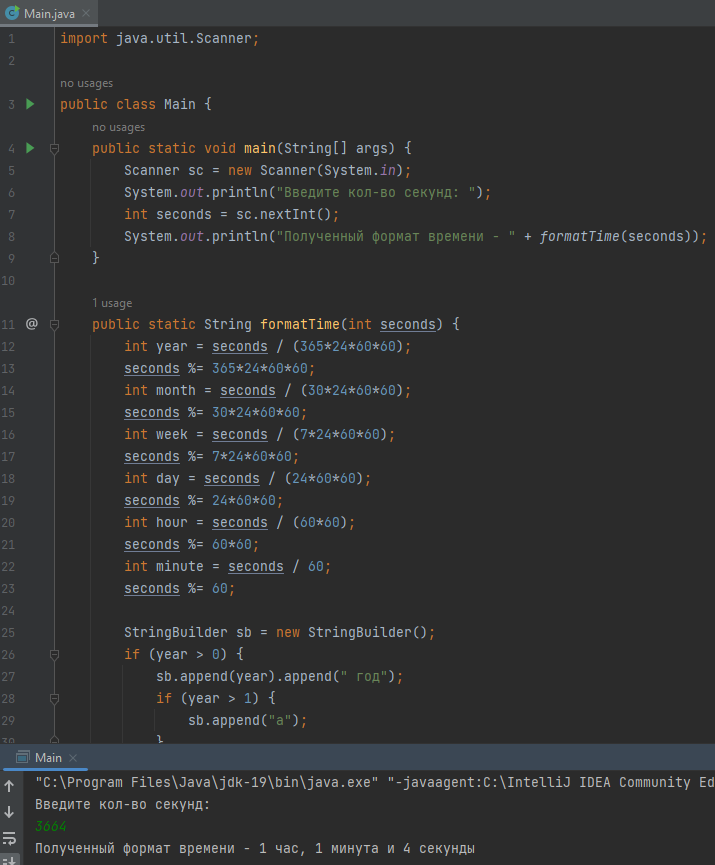 Main.java
1 import java.util.Scanner;
2
no usages
3 public class Main {
no usages
4 public static void main(String[] args) {
5 Scanner sc = new Scanner(System.in);
6 System.out.println("Введите кол-во секунд: ");
7 int seconds = sc.nextInt();
8 System.out.println("Полученный формат времени - " + formatTime(seconds));
9 }
10
1 usage
11 @ public static String formatTime(int seconds) {
12 int year = seconds / (365*24*60*60);
13 seconds %= 365*24*60*60;
14 int month = seconds / (30*24*60*60);
15 seconds %= 30*24*60*60;
16 int week = seconds / (7*24*60*60);
17 seconds %= 7*24*60*60;
18 int day = seconds / (24*60*60);
19 seconds %= 24*60*60;
20 int hour = seconds / (60*60);
21 seconds %= 60*60;
22 int minute = seconds / 60;
23 seconds %= 60;
24
25 StringBuilder sb = new StringBuilder();
26 if (year > 0) {
27 sb.append(year).append(" год");
28 if (year > 1) {
29 sb.append("а");
30 }
Main
"C:\Program Files\Java\jdk-19\bin\java.exe" "-javaagent:C:\IntelliJ IDEA Community Ed
Введите кол-во секунд:
3664
Полученный формат времени - 1 час, 1 минута и 4 секунды